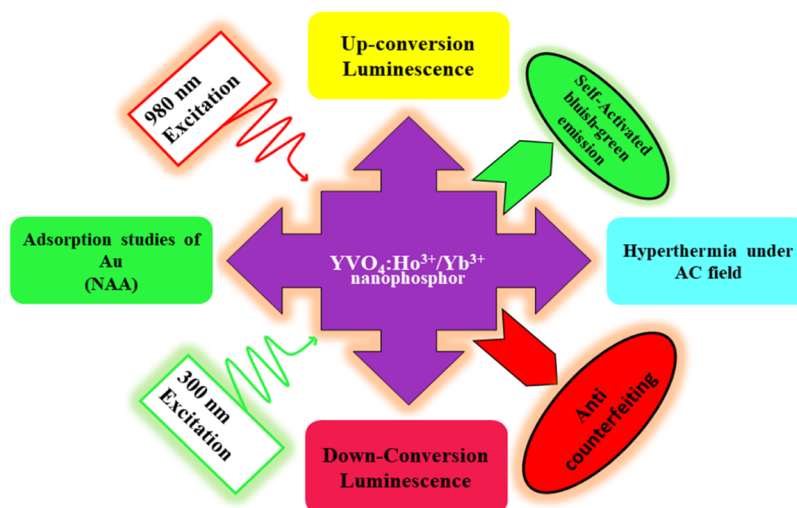 Up-conversion
Luminescence
980 nm
Excitation
Self-Activated
bluish-green
emission
Adsorption studies of
Au
(NAA)
YVO₄:Ho³⁺/Yb³⁺
nanophosphor
Hyperthermia under
AC field
300 nm
Excitation
Down-Conversion
Luminescence
Anti
counterfeiting